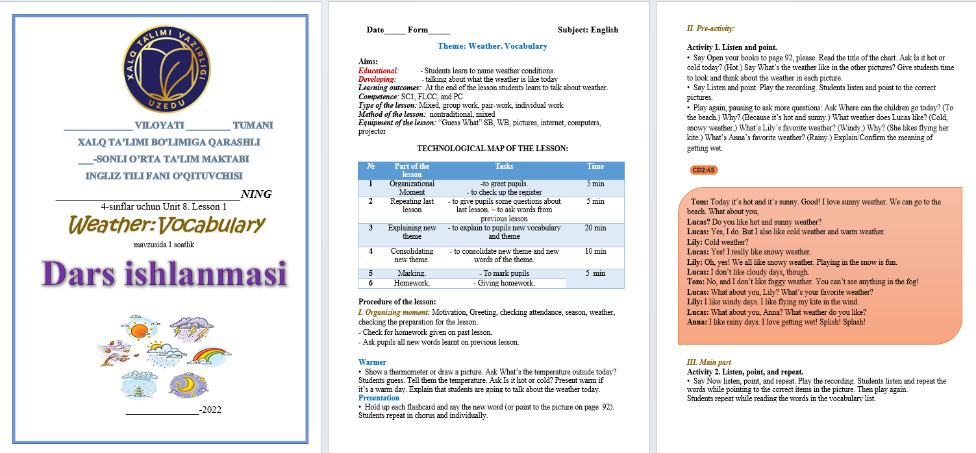 XALQ TA'LIMI VAZIRLIGI
UZEDU
____________ VILOYATI ________ TUMANI
XALQ TA'LIMI BO'LIMIGA QARASHLI
___-SONLI O'RTA TA'LIM MAKTABI
INGLIZ TILI FANI O'QITUVCHISI
______________________________NING
4-sinflar uchun Unit 8. Lesson 1
Weather: Vocabulary
mavzusida 1 soatlik
Dars ishlanmasi
______________-2022
Date_____ Form_____ Subject: English
Theme: Weather. Vocabulary
Aims:
Educational: - Students learn to name weather conditions.
Developing: - talking about what the weather is like today
Learning outcomes: At the end of the lesson students learn to talk about weather.
Competence: SC1, FLCC, and PC
Type of the lesson: Mixed, group work, pair-work, individual work
Method of the lesson: nontraditional, mixed
Equipment of the lesson: "Guess What" SB, WB, pictures, internet, computers,
projector
TECHNOLOGICAL MAP OF THE LESSON:
№ Part of the lesson Tasks Time
1 Organizational Moment -to greet pupils. - to check up the register 5 min
2 Repeating last lesson - to give pupils some questions about last lesson. – to ask words from previous lesson 5 min
3 Explaining new theme - to explain to pupils new vocabulary and theme 20 min
4 Consolidating new theme. - to consolidate new theme and new words of the theme. 10 min
5 Marking. - To mark pupils 5 min
6 Homework. - Giving homework.
Procedure of the lesson:
I. Organizing moment: Motivation, Greeting, checking attendance, season, weather,
checking the preparation for the lesson.
- Check for homework given on past lesson.
- Ask pupils all new words learnt on previous lesson.
Warmer
• Show a thermometer or draw a picture. Ask What's the temperature outside today?
Students guess. Tell them the temperature. Ask Is it hot or cold? Present warm if
it's a warm day. Explain that students are going to talk about the weather today.
Presentation
• Hold up each flashcard and say the new word (or point to the picture on page 92).
Students repeat in chorus and individually.
II. Pre-activity:
Activity 1. Listen and point.
• Say Open your books to page 92, please. Read the title of the chart. Ask Is it hot or
cold today? (Hot.) Say What's the weather like in the other pictures? Give students time
to look and think about the weather in each picture.
• Say Listen and point. Play the recording. Students listen and point to the correct
pictures.
• Play again, pausing to ask more questions: Ask Where can the children go today? (To
the beach.) Why? (Because it's hot and sunny.) What weather does Lucas like? (Cold,
snowy weather.) What's Lily's favorite weather? (Windy.) Why? (She likes flying her
kite.) What's Anna's favorite weather? (Rainy.) Explain/Confirm the meaning of
getting wet.
CD2:45
Tom: Today it's hot and it's sunny. Good! I love sunny weather. We can go to the
beach. What about you,
Lucas? Do you like hot and sunny weather?
Lucas: Yes, I do. But I also like cold weather and warm weather.
Lily: Cold weather?
Lucas: Yes! I really like snowy weather.
Lily: Oh, yes! We all like snowy weather. Playing in the snow is fun.
Lucas: I don't like cloudy days, though.
Tom: No, and I don't like foggy weather. You can't see anything in the fog!
Lucas: What about you, Lily? What's your favorite weather?
Lily: I like windy days. I like flying my kite in the wind.
Lucas: What about you, Anna? What weather do you like?
Anna: I like rainy days. I love getting wet! Splish! Splash!
III. Main part
Activity 2. Listen, point, and repeat.
• Say Now listen, point, and repeat. Play the recording. Students listen and repeat the
words while pointing to the correct items in the picture. Then play again.
Students repeat while reading the words in the vocabulary list.